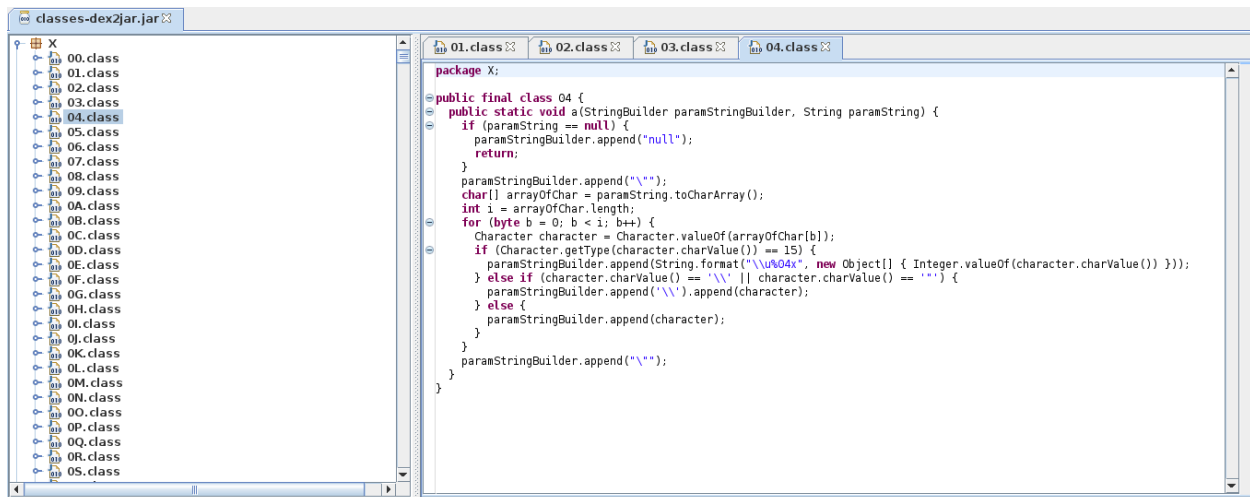 classes-dex2jar.jar
X
00.class
01.class
02.class
03.class
04.class
05.class
06.class
07.class
08.class
09.class
0A.class
0B.class
0C.class
0D.class
0E.class
0F.class
0G.class
0H.class
0I.class
0J.class
0K.class
0L.class
0M.class
0N.class
0O.class
0P.class
0Q.class
0R.class
0S.class
01.class
02.class
03.class
04.class
package X;
public final class 04 {
public static void a(StringBuilder paramStringBuilder, String paramString) {
if (paramString == null) {
paramStringBuilder.append("null");
return;
}
paramStringBuilder.append("\"");
char[] arrayOfChar = paramString.toCharArray();
int i = arrayOfChar.length;
for (byte b = 0; b < i; b++) {
Character character = Character.valueOf(arrayOfChar[b]);
if (Character.getType(character.charValue()) == 15) {
paramStringBuilder.append(String.format("\\u%04x", new Object[] { Integer.valueOf(character.charValue()) }));
} else if (character.charValue() == '\\' || character.charValue() == '"') {
paramStringBuilder.append('\\').append(character);
} else {
paramStringBuilder.append(character);
}
}
paramStringBuilder.append("\"");
}
}